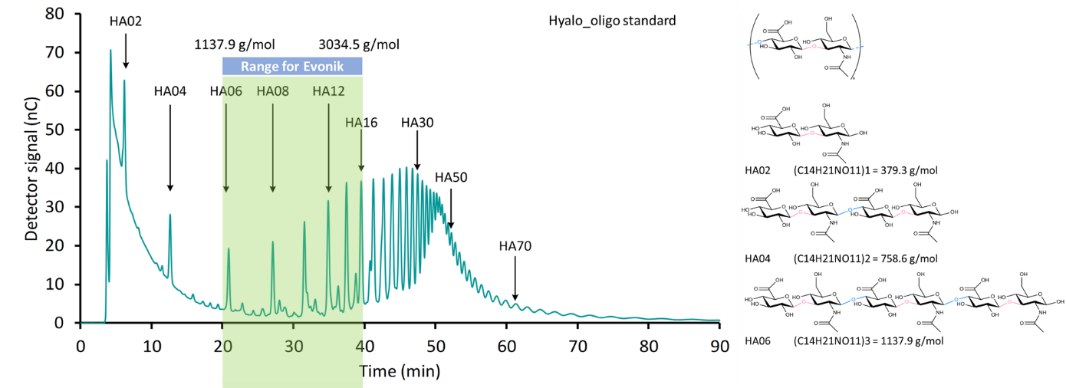 Hyalo_oligo standard
1137.9 g/mol
3034.5 g/mol
Range for Evonik
HA02
HA04
HA06
HA08
HA12
HA16
HA30
HA50
HA70
Detector signal (nC)
80
70
60
50
40
30
20
10
0
0 10 20 30 40 50 60 70 80 90
Time (min)
HA02 (C14H21NO11)1 = 379.3 g/mol
HA04 (C14H21NO11)2 = 758.6 g/mol
HA06 (C14H21NO11)3 = 1137.9 g/mol